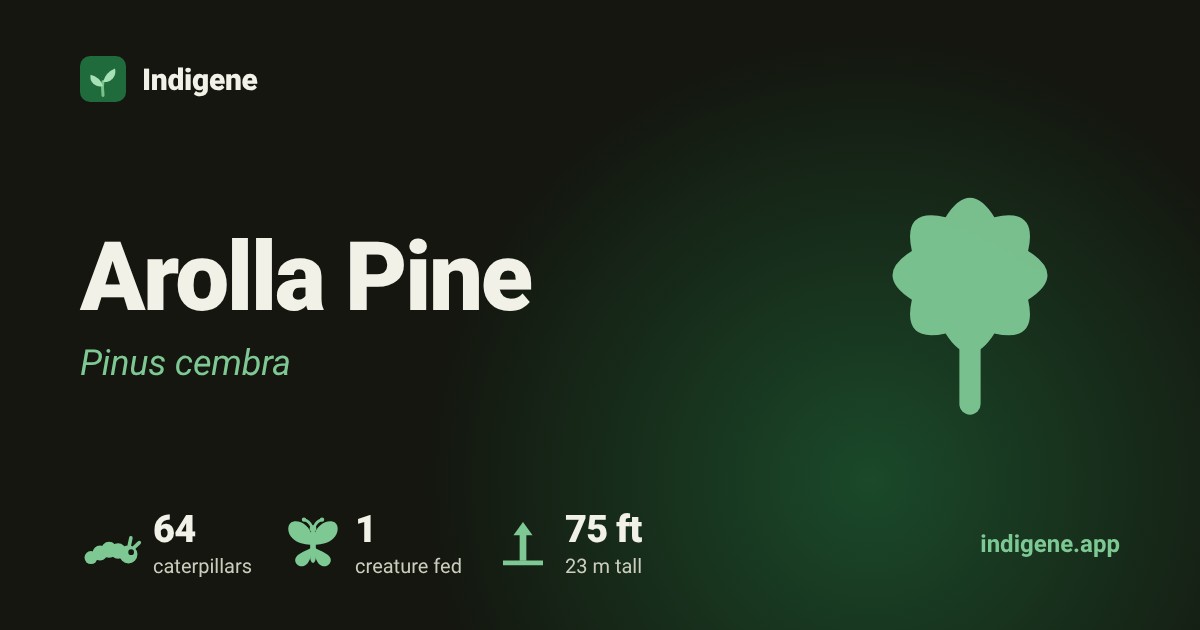 Indigene
Arolla Pine
Pinus cembra
64
caterpillars
1
creature fed
75 ft
23 m tall
indigene.app